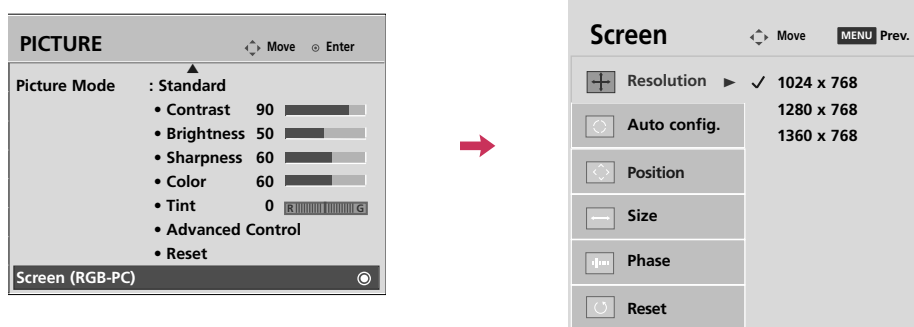 PICTURE Move Enter
Picture Mode : Standard
• Contrast 90
• Brightness 50
• Sharpness 60
• Color 60
• Tint 0 R G
• Advanced Control
• Reset
Screen (RGB-PC)
Screen Move MENU Prev.
Resolution ► ✓ 1024 x 768
1280 x 768
1360 x 768
Auto config.
Position
Size
Phase
Reset